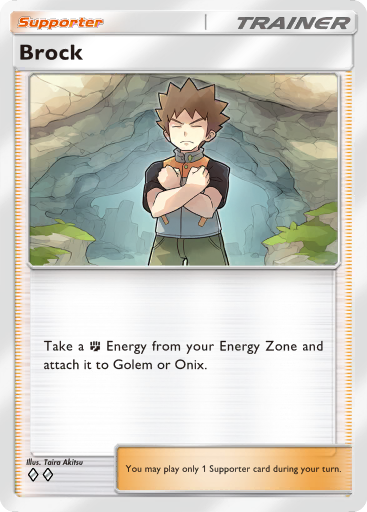 Supporter
TRAINER
Brock
Take a Energy from your Energy Zone and
attach it to Golem or Onix.
Illus. Taira Akitsu
You may play only 1 Supporter card during your turn.